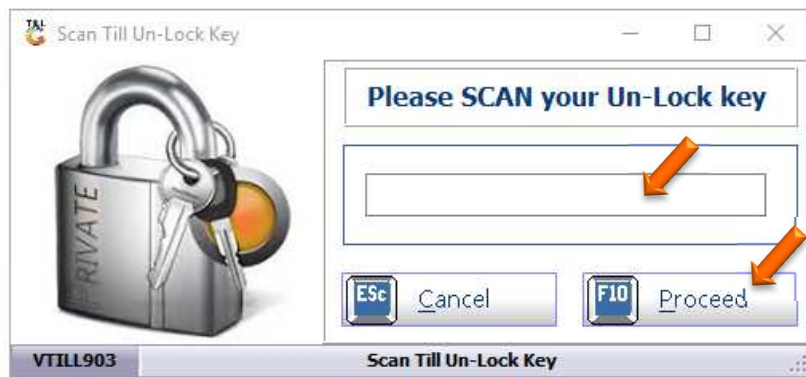 Scan Till Un-Lock Key
PRIVATE
Please SCAN your Un-Lock key
ESc Cancel
F10 Proceed
VTILL903
Scan Till Un-Lock Key